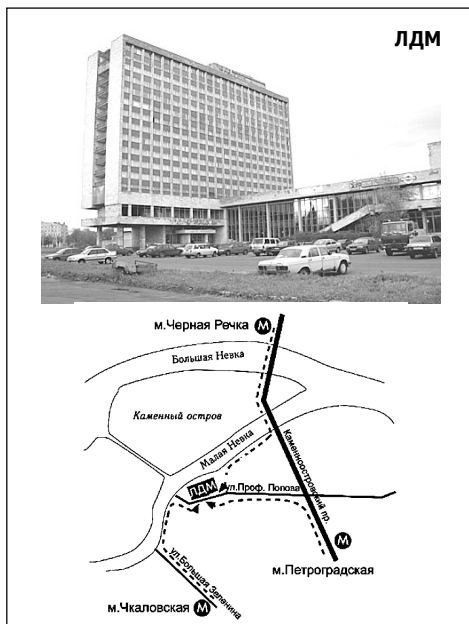 ЛДМ
м.Черная Речка М
Большая Невка
Каменный остров
Малая Невка
Каменноостровский пр.
ЛДМ
ул.Проф. Попова
М
м.Петроградская
ул.Большая Зеленина
м.Чкаловская М